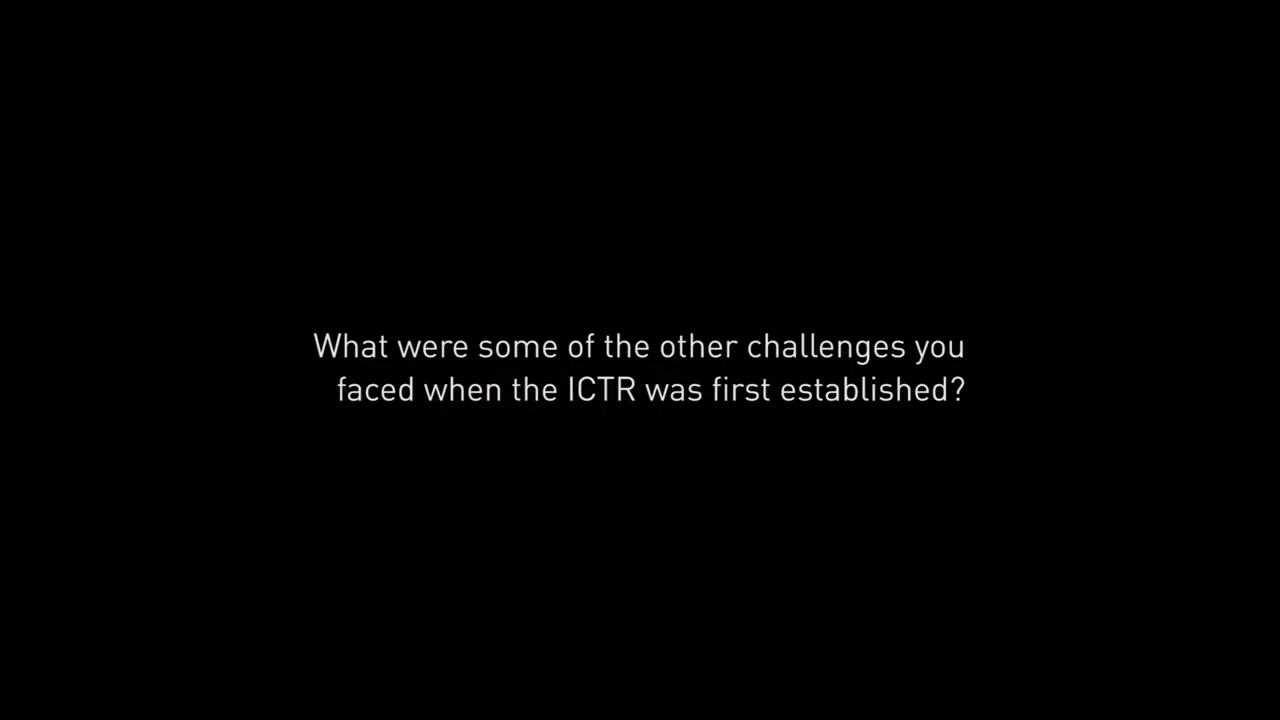 What were some of the other challenges you
faced when the ICTR was first established?